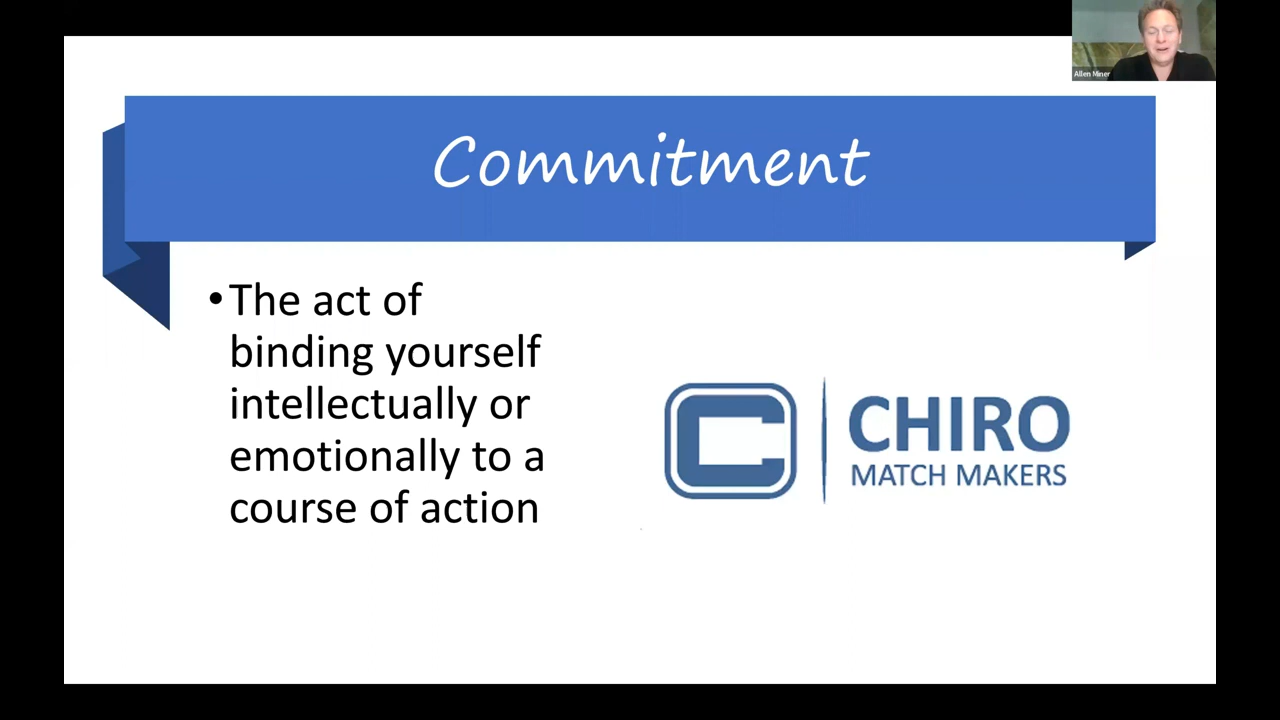 Allen Miner
Commitment
•The act of
binding yourself
intellectually or
emotionally to a
course of action
C
CHIRO
MATCH MAKERS